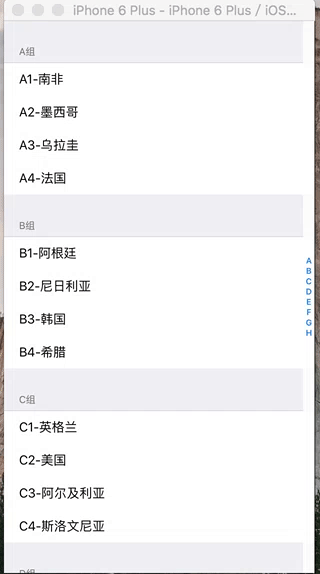 iPhone 6 Plus - iPhone 6 Plus / iOS...
A组
A1-南非
A2-墨西哥
A3-乌拉圭
A4-法国
B组
B1-阿根廷
B2-尼日利亚
B3-韩国
B4-希腊
C组
C1-英格兰
C2-美国
C3-阿尔及利亚
C4-斯洛文尼亚
D组
A
B
C
D
E
F
G
H